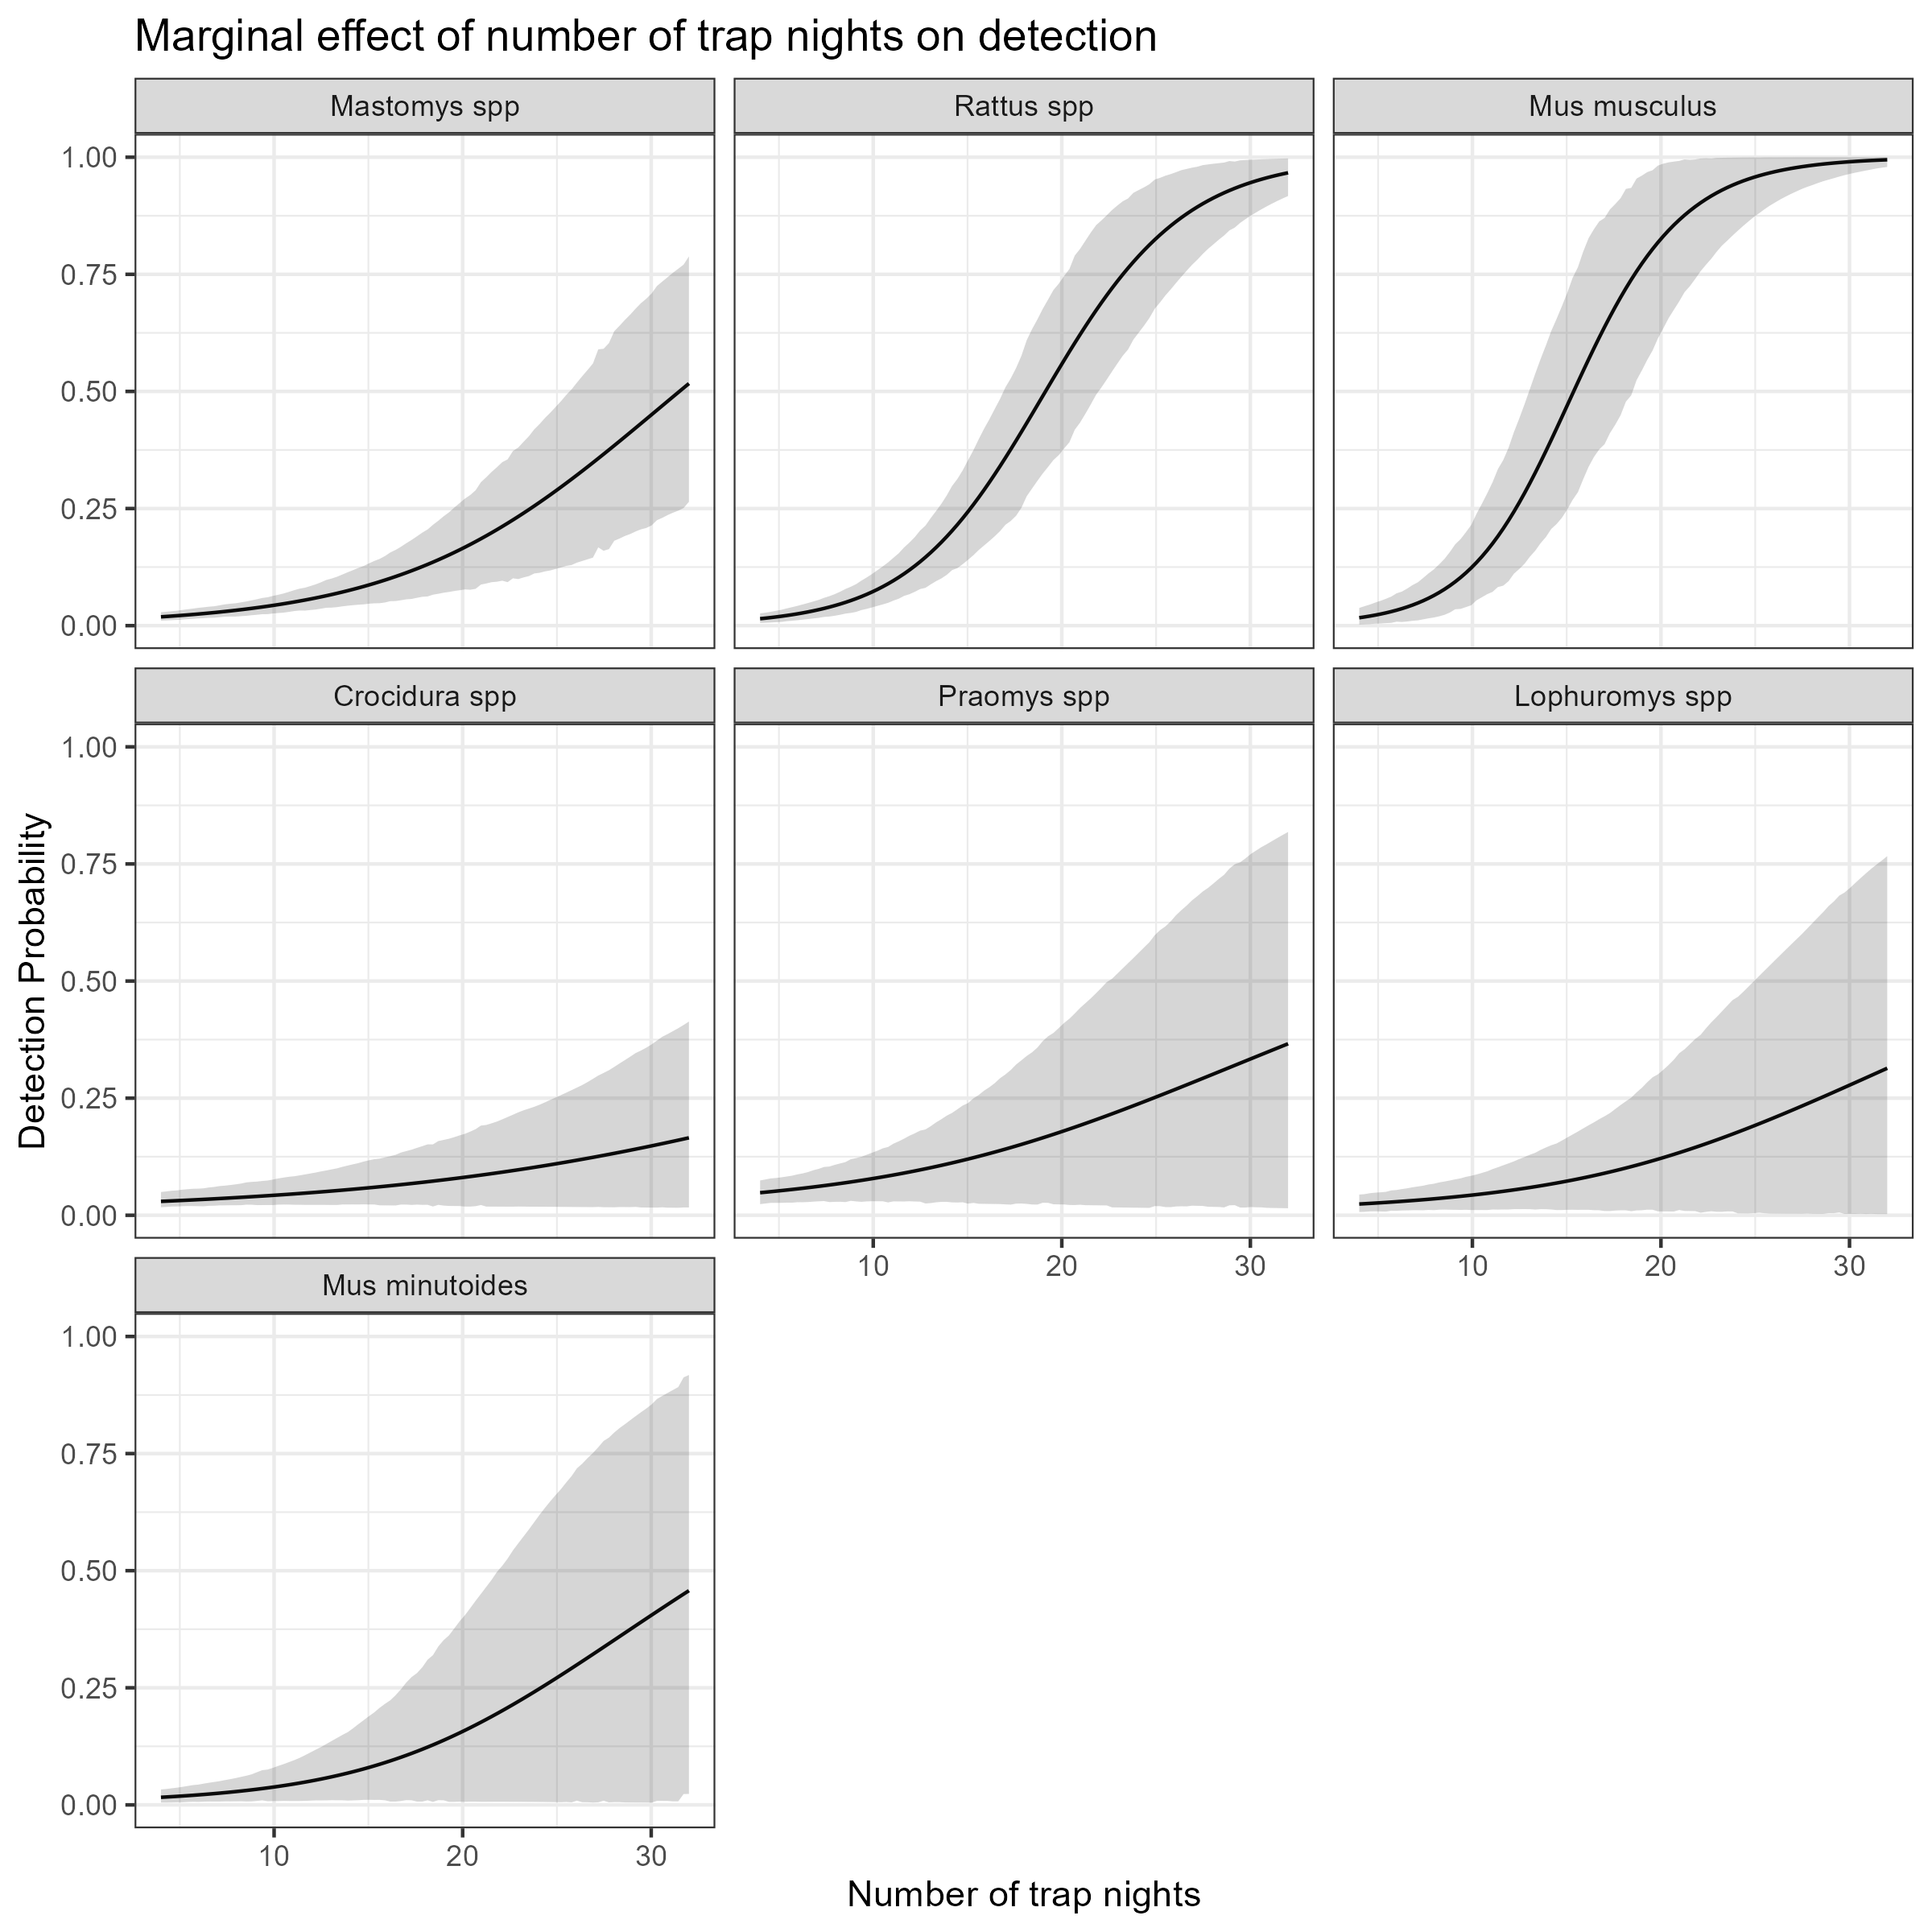 Marginal effect of number of trap nights on detection
Mastomys spp
Rattus spp
Mus musculus
1.00
0.75
0.50
0.25
0.00
Crocidura spp
Praomys spp
Lophuromys spp
1.00
0.75
0.50
0.25
0.00
10 20 30
10 20 30
Mus minutoides
1.00
0.75
0.50
0.25
0.00
10 20 30
Detection Probability
Number of trap nights